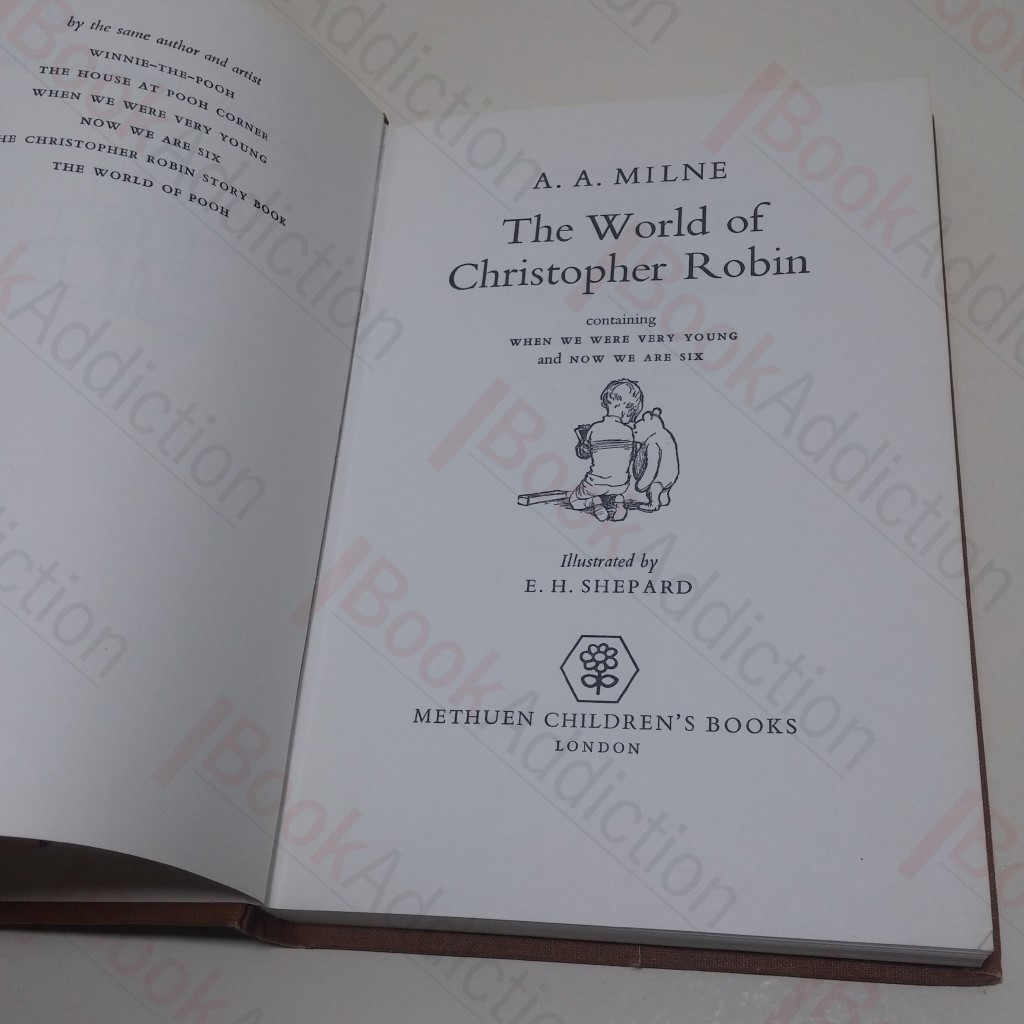 by the same author and artist
WINNIE-THE-POOH
THE HOUSE AT POOH CORNER
WHEN WE WERE VERY YOUNG
NOW WE ARE SIX
HE CHRISTOPHER ROBIN STORY BOOK
THE WORLD OF POOH
A. A. MILNE
The World of
Christopher Robin
containing
WHEN WE WERE VERY YOUNG
and NOW WE ARE SIX
Illustrated by
E. H. SHEPARD
METHUEN CHILDREN'S BOOKS
LONDON
BookAddiction